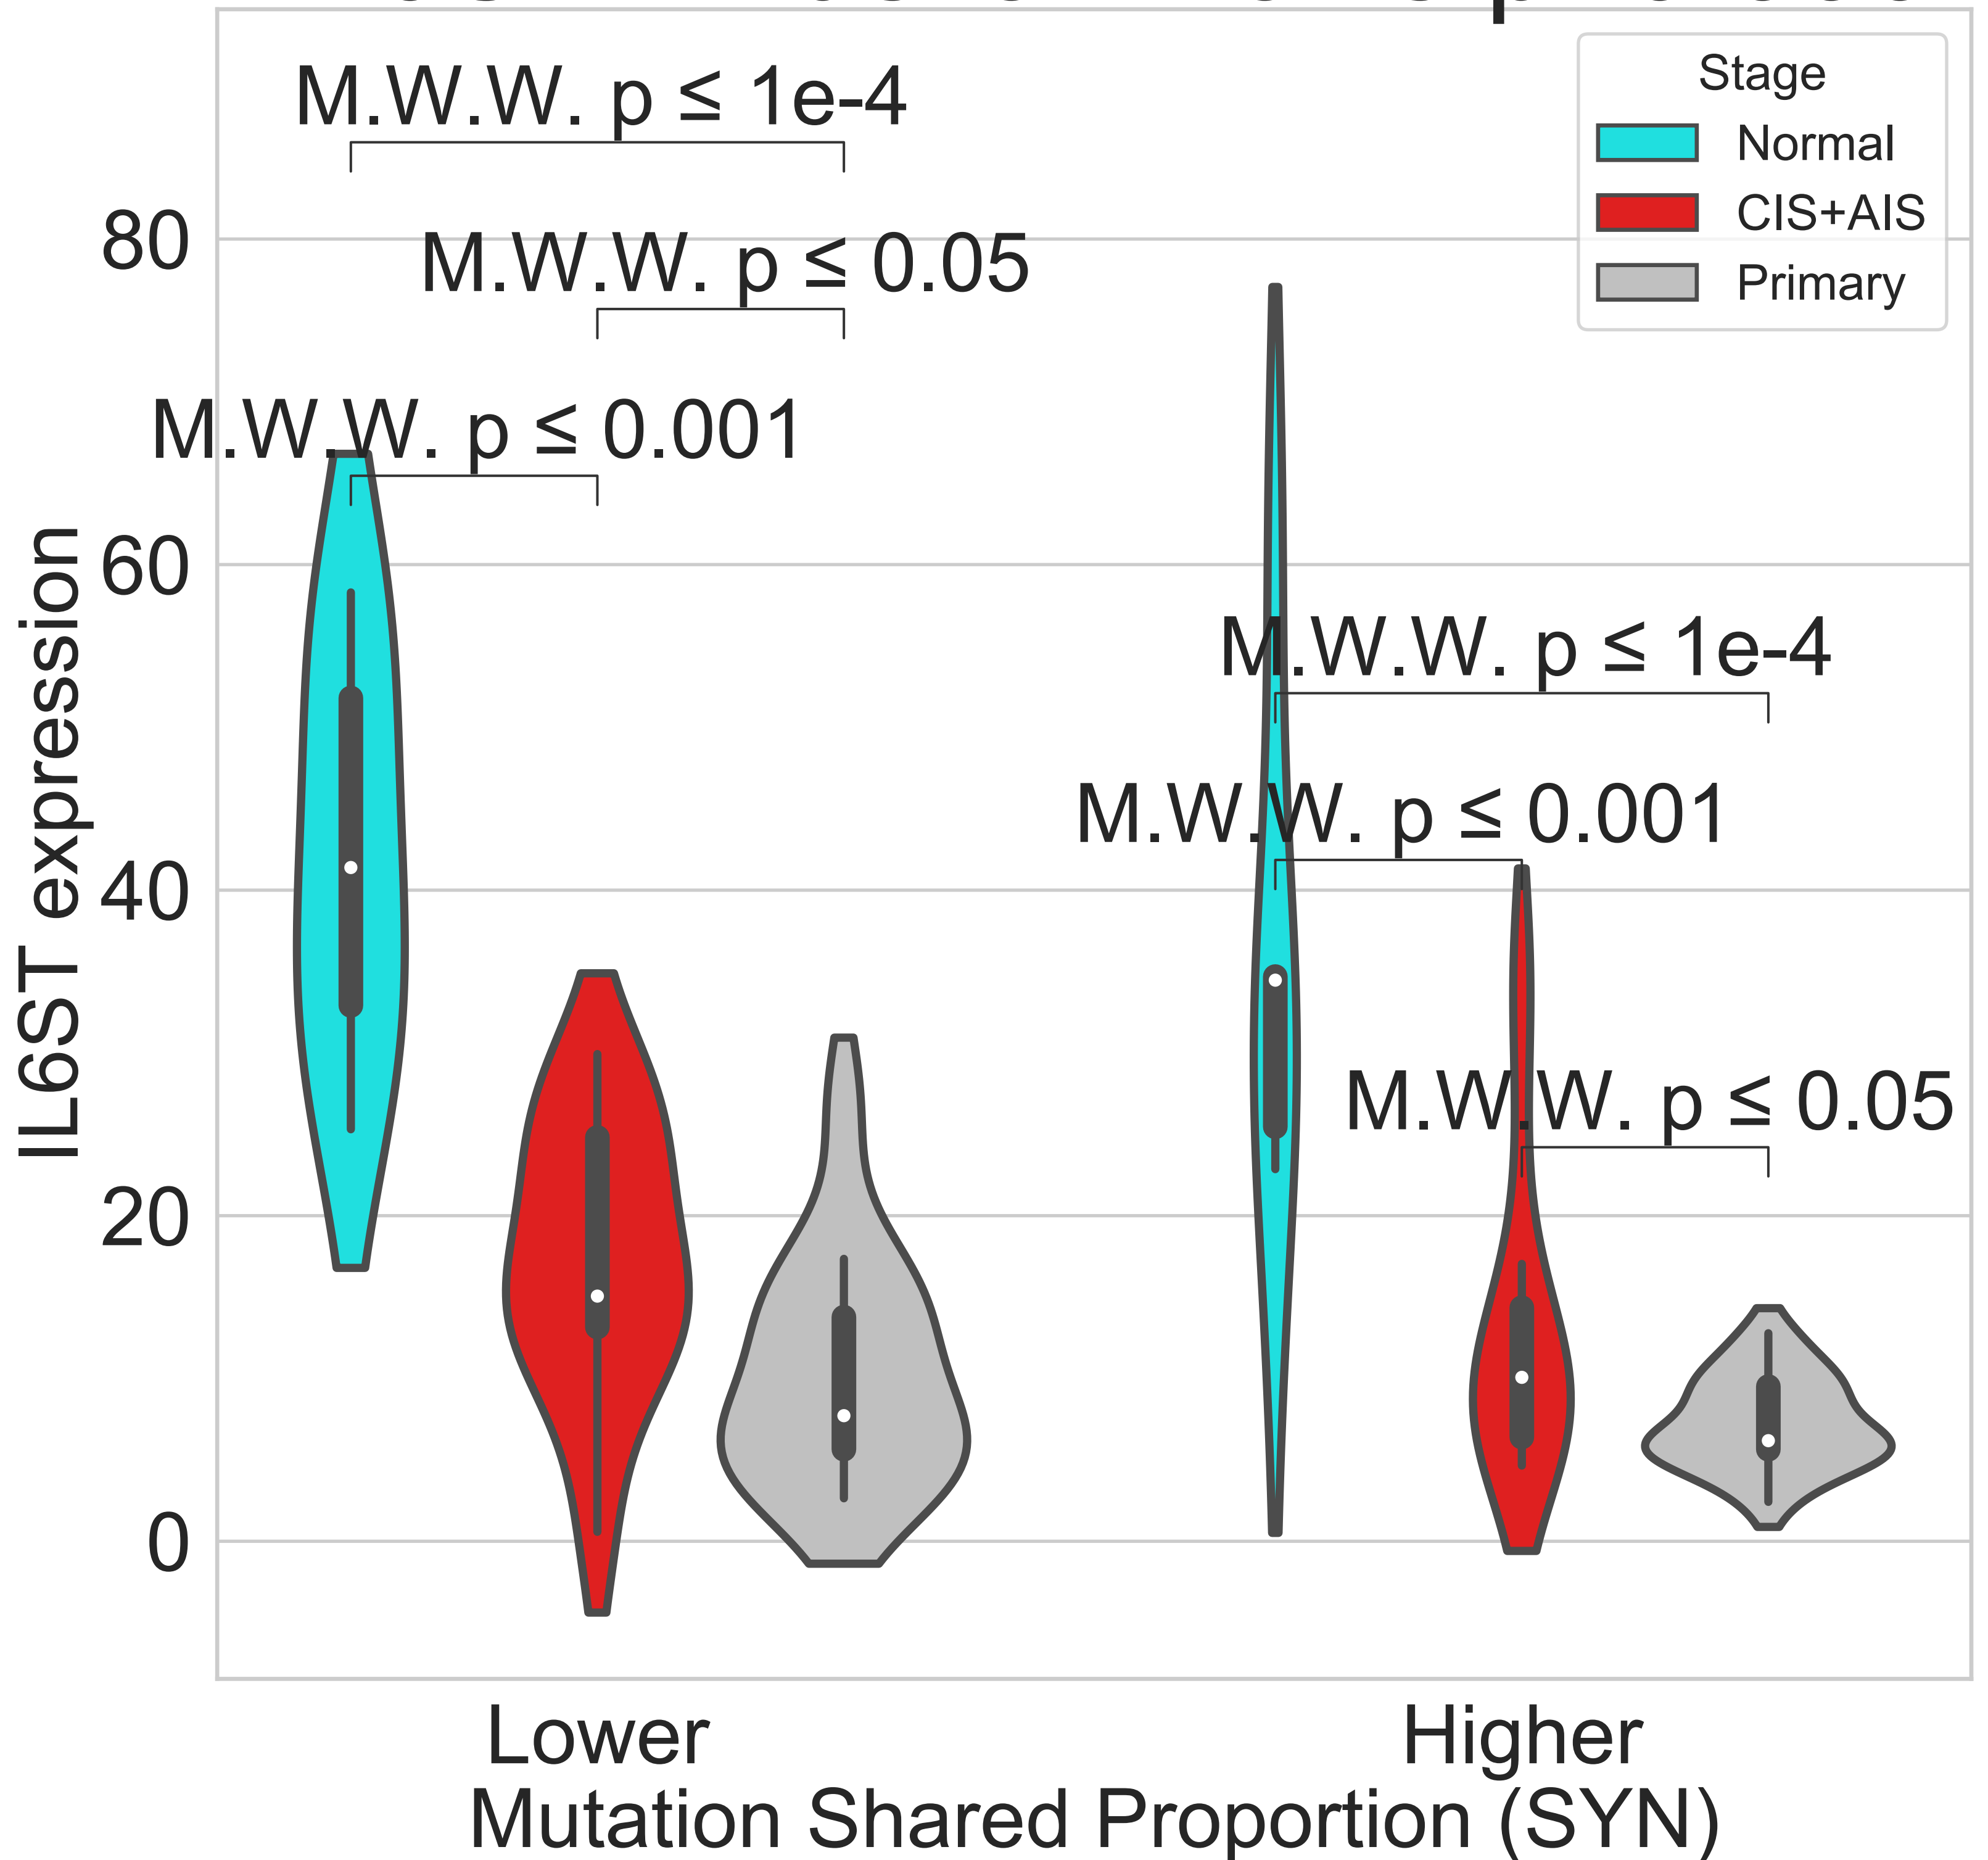 Stage
Normal
CIS+AIS
Primary
M.W.W. p ≤ 1e-4
M.W.W. p ≤ 0.05
M.W.W. p ≤ 0.001
M.W.W. p ≤ 1e-4
M.W.W. p ≤ 0.001
M.W.W. p ≤ 0.05
80
60
40
20
0
IL6ST expression
Lower
Higher
Mutation Shared Proportion (SYN)